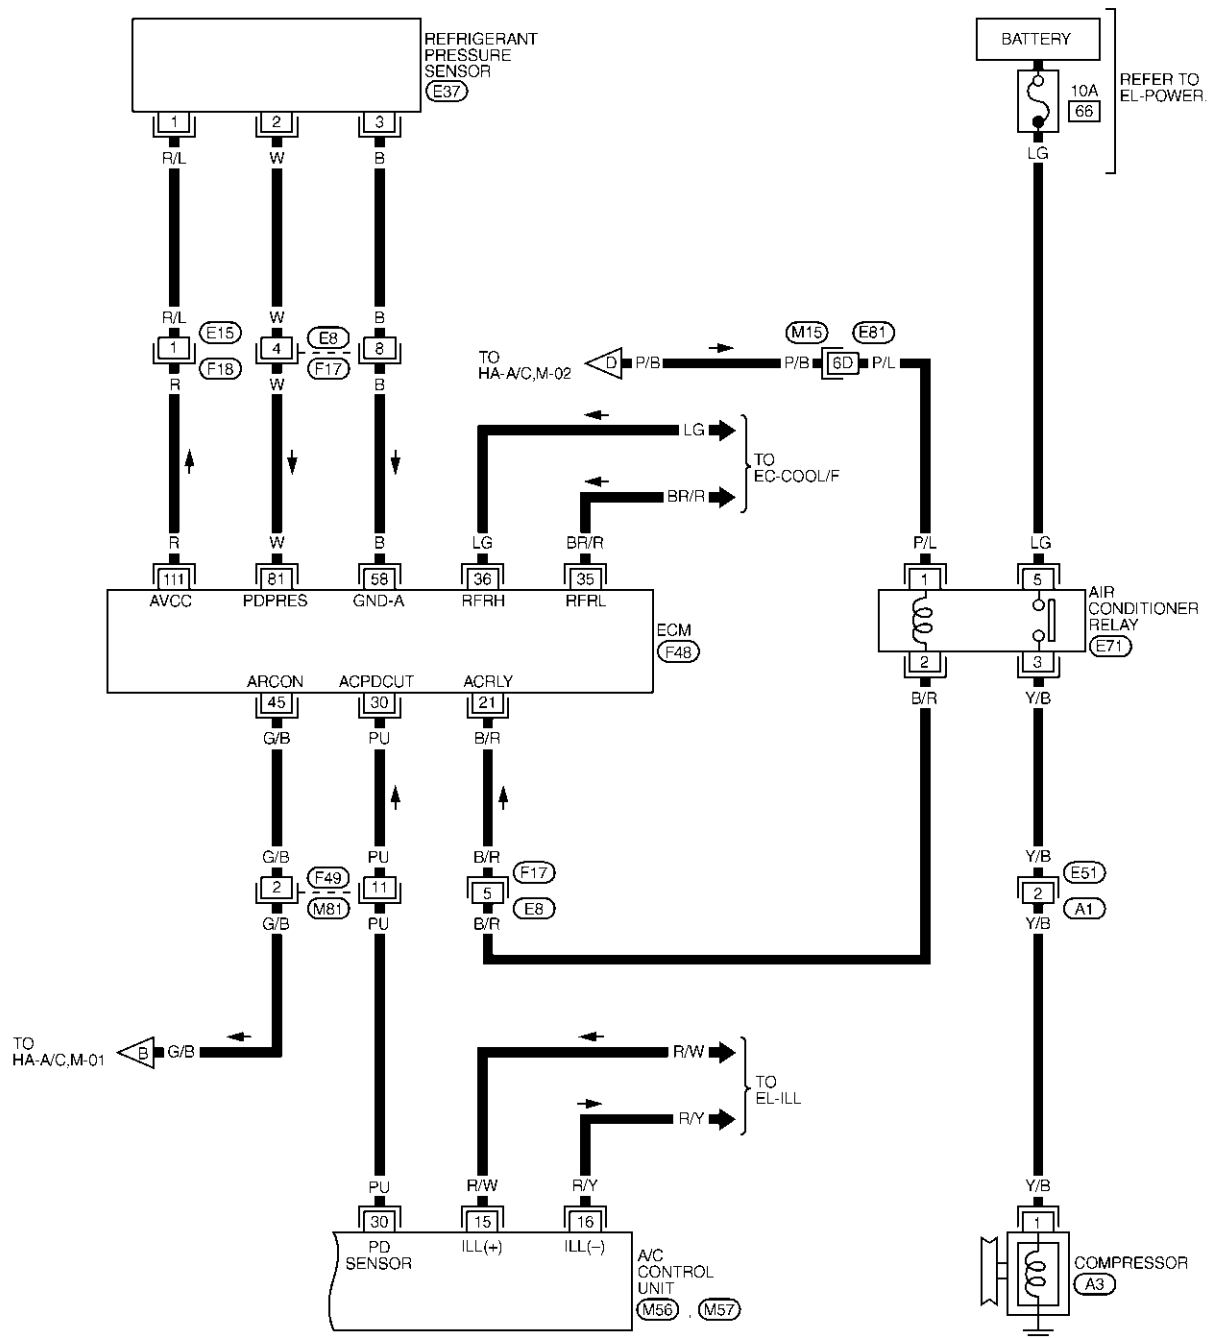 REFRIGERANT
PRESSURE
SENSOR
E37
BATTERY
10A
66
REFER TO
EL-POWER.
1 2 3
R/L W B
LG
R/L W B
1 E15 F18
4 E8 F17 8
R W B
TO
HA-A/C,M-02
D P/B P/B 6D P/L
M15 E81
LG
BR/R
TO
EC-COOL/F
R W B LG BR/R P/L LG
111 81 58 36 35 1 5
AVCC PDPRES GND-A RFRH RFRL
ECM
F48
AIR
CONDITIONER
RELAY
E71
ARCON ACPDCUT ACRLY
45 30 21 2 3
G/B PU B/R B/R Y/B
G/B PU B/R Y/B
2 F49 M81 11
5 F17 E8
2 E51 A1
G/B PU B/R Y/B
TO
HA-A/C,M-01
B G/B
R/W
R/Y
TO
EL-ILL
PU R/W R/Y Y/B
30 15 16 1
PD
SENSOR
ILL(+) ILL(–)
A/C
CONTROL
UNIT
M56 , M57
COMPRESSOR
A3